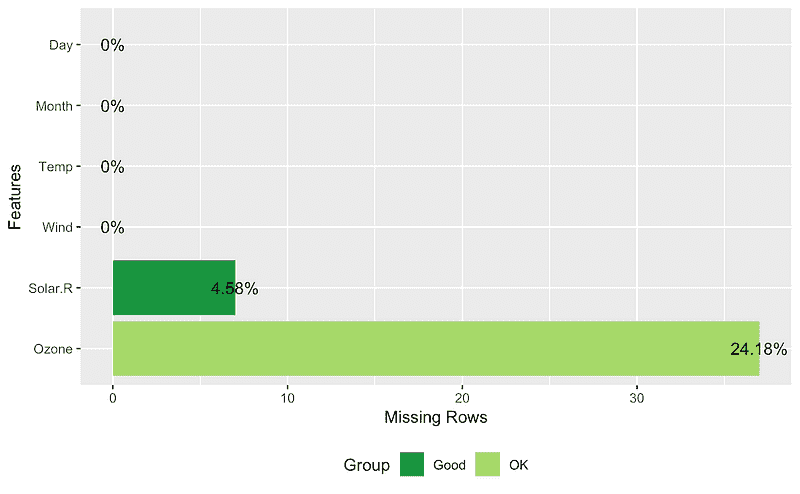 Day 0%
Month 0%
Temp 0%
Wind 0%
Solar.R 4.58%
Ozone 24.18%
Features
0 10 20 30
Missing Rows
Group Good OK